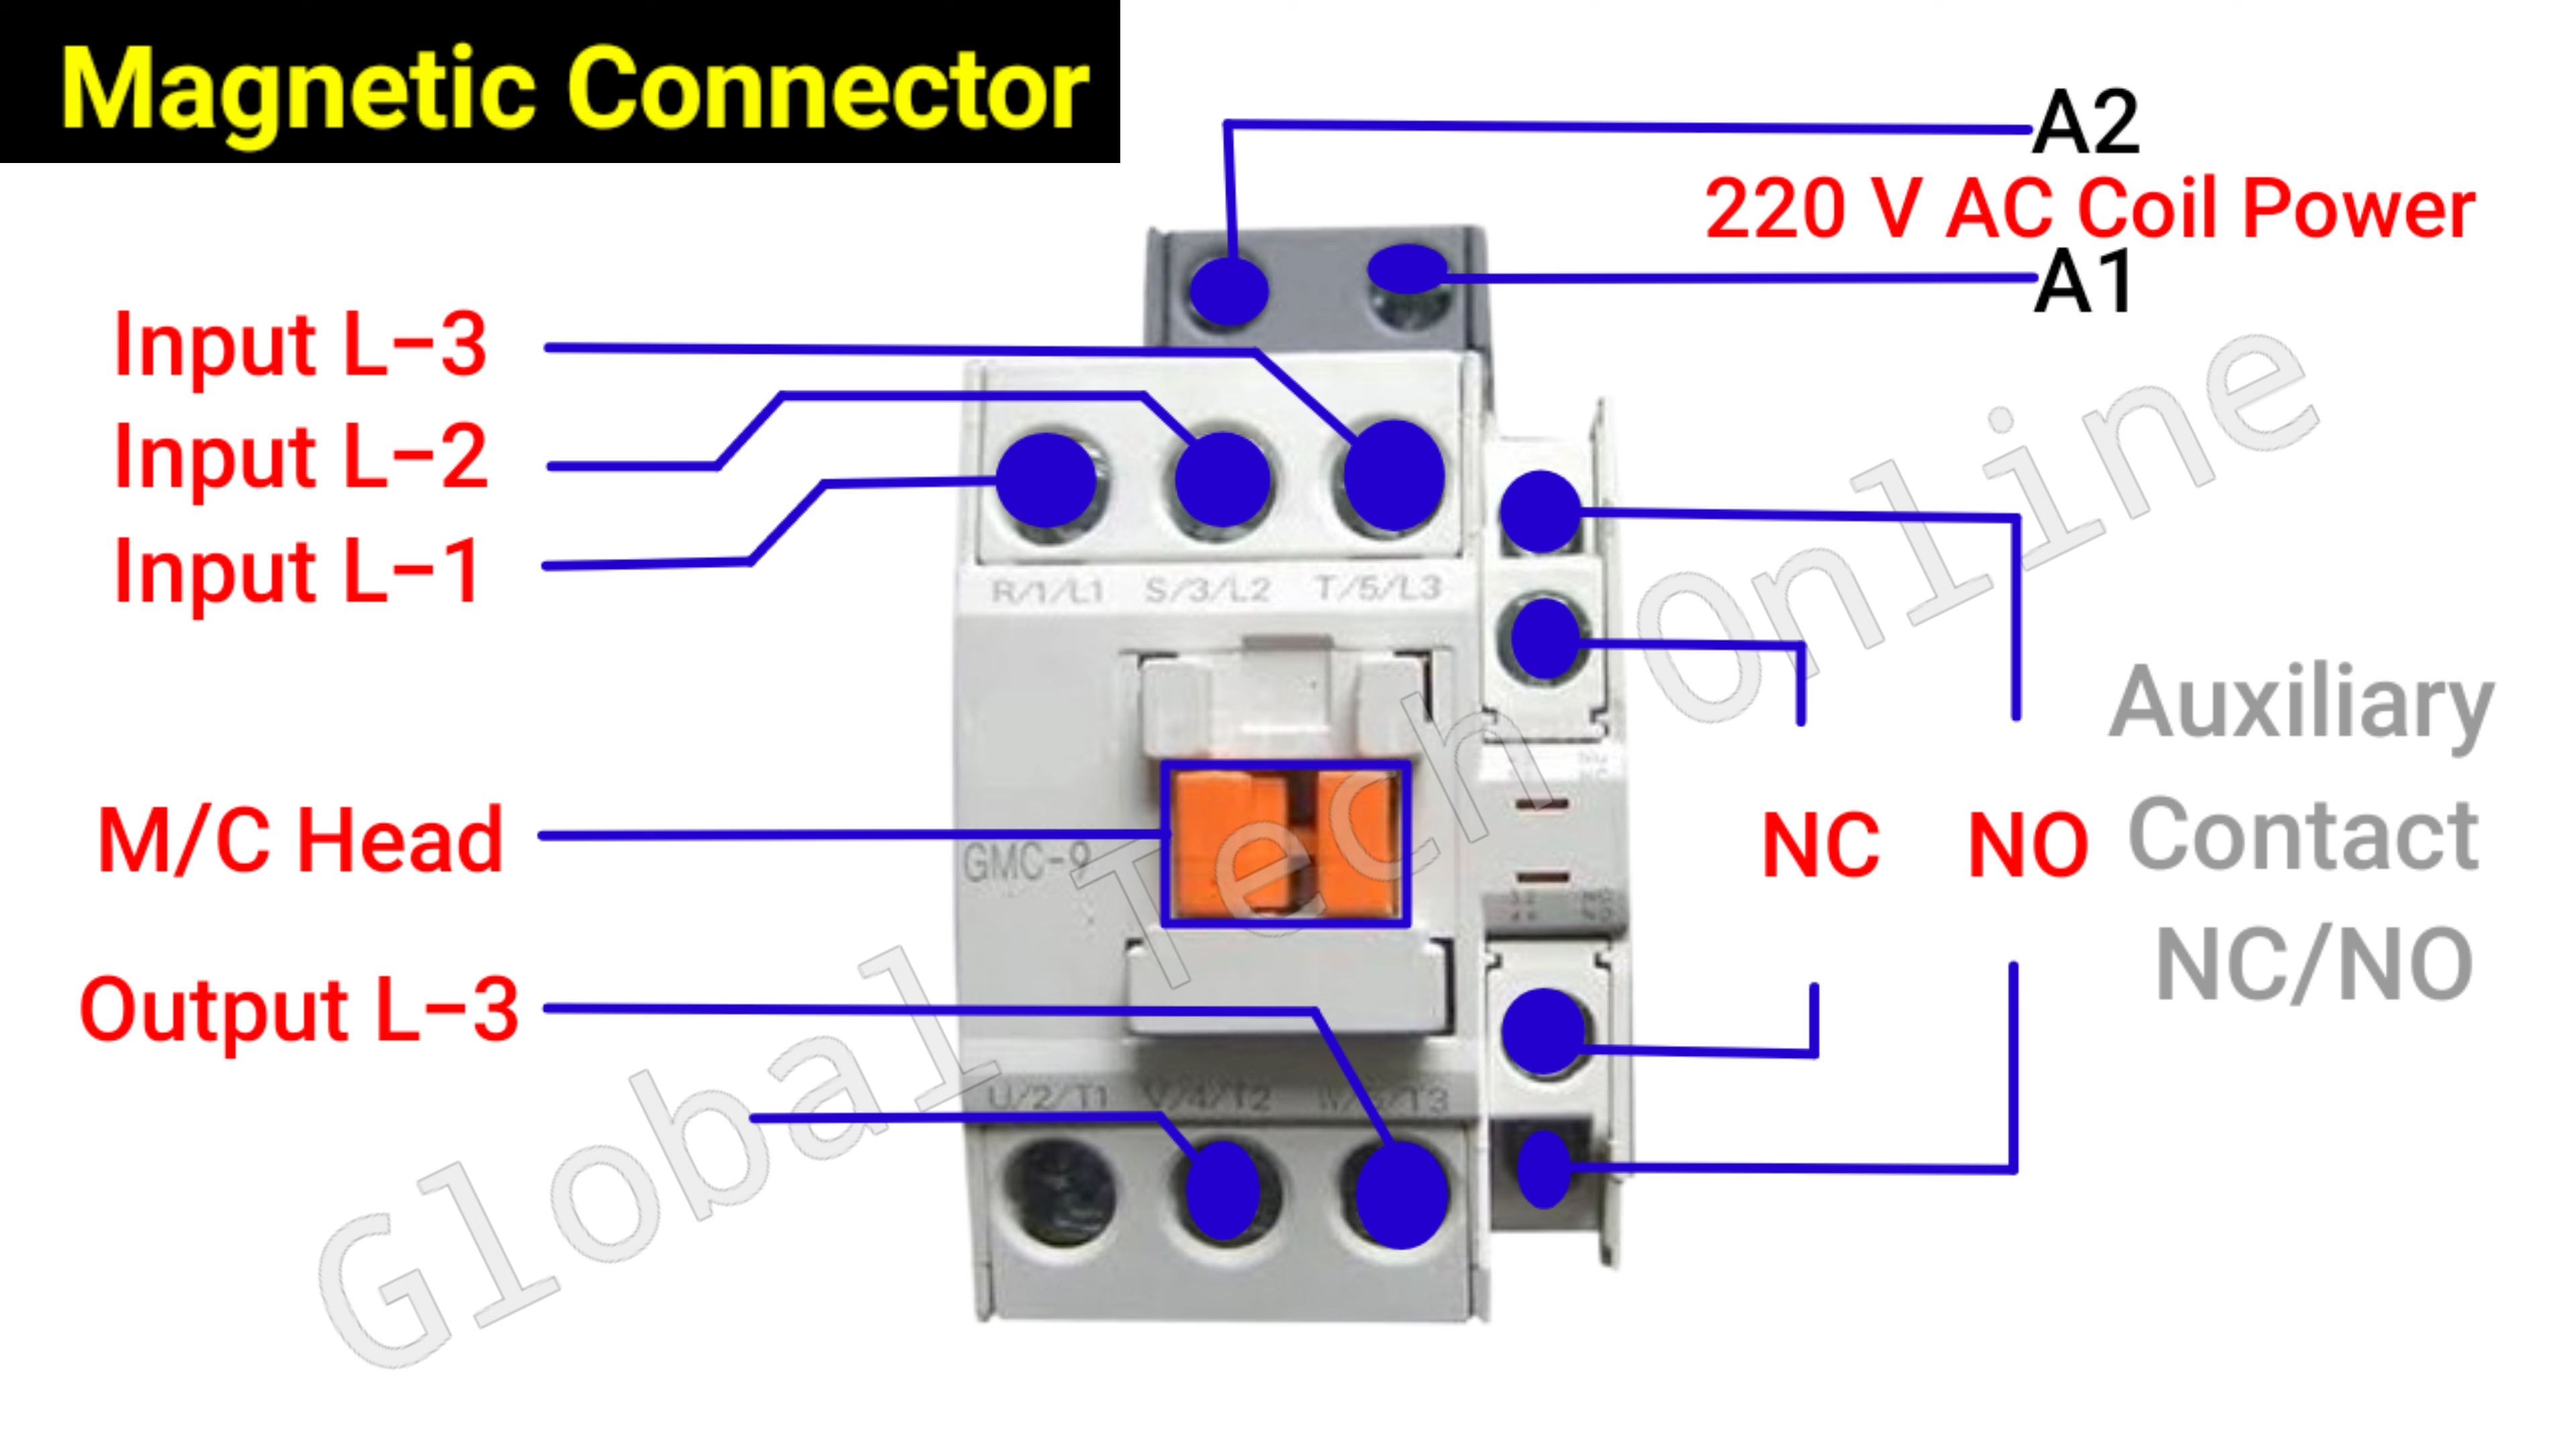 Magnetic Connector
A2
220 V AC Coil Power
A1
Input L-3
Input L-2
Input L-1
R/1/L1 S/3/L2 T/5/L3
Auxiliary
Contact
NC/NO
NC NO
M/C Head
GMC-9
Output L-3
U/2/T1 V/4/T2 W/6/T3
Global Tech Online